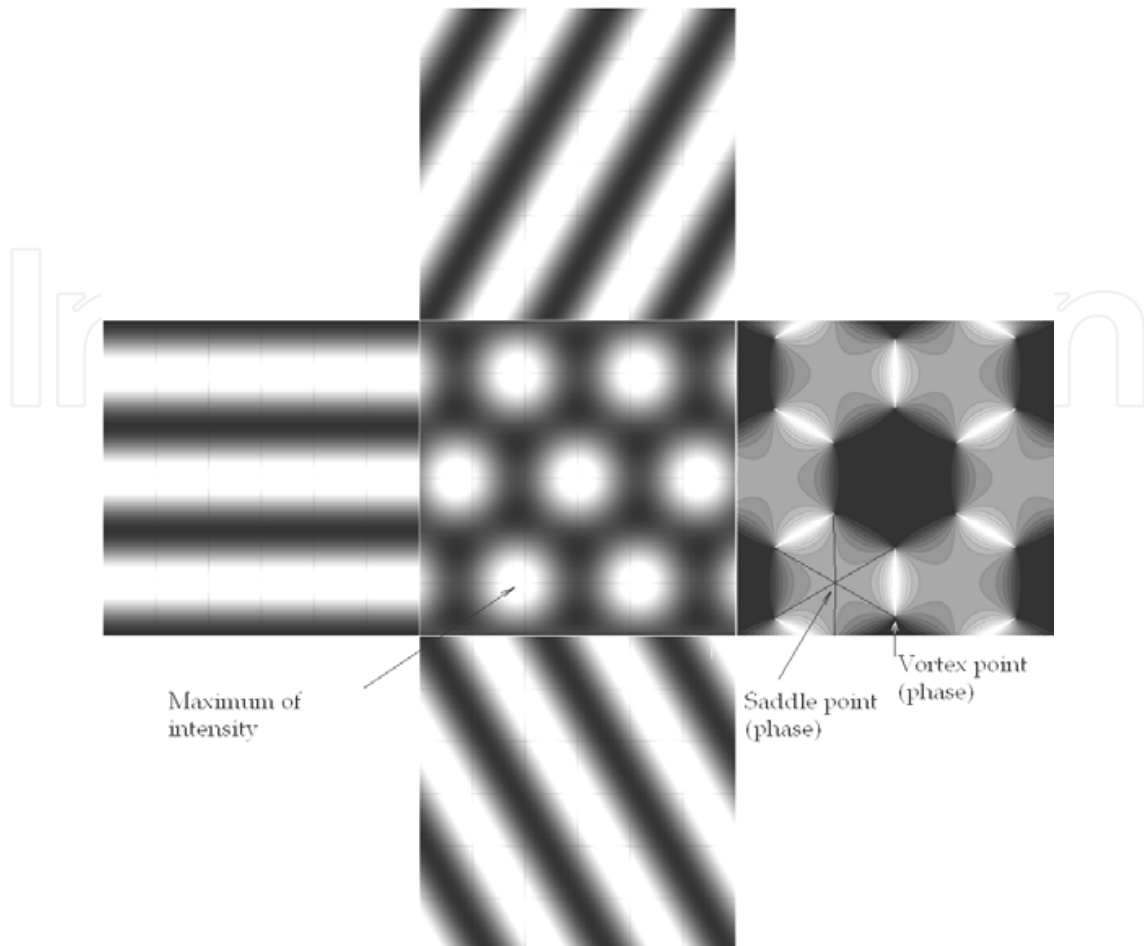 Maximum of
intensity
Saddle point
(phase)
Vortex point
(phase)